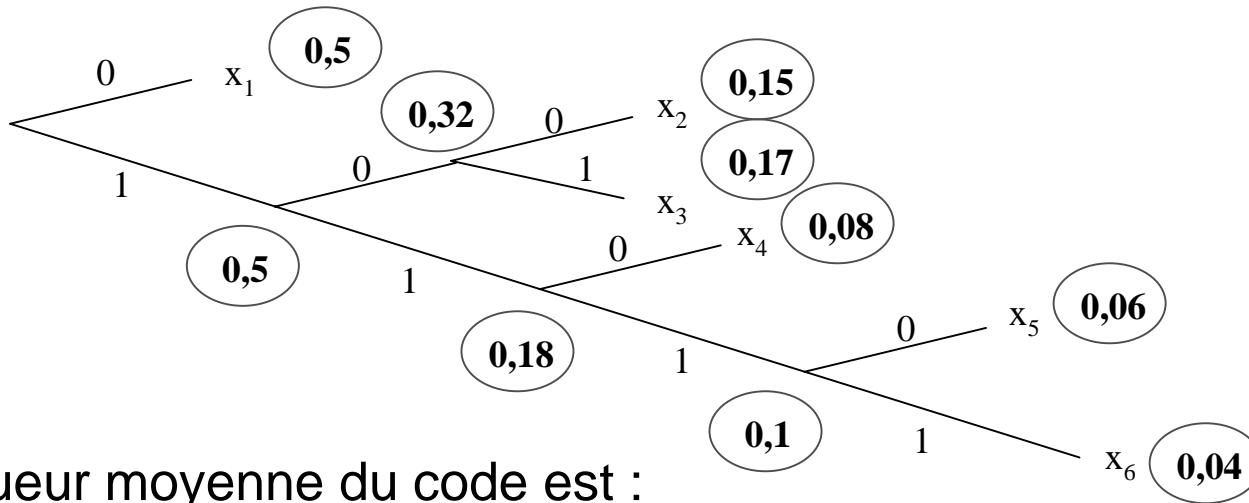 0 x₁ 0,5
0,32 0 x₂ 0,15
0 1 0,17
1 x₃
0 x₄ 0,08
0,5 1
0 x₅ 0,06
0,18 1
0,1 1 x₆ 0,04
ueur moyenne du code est :